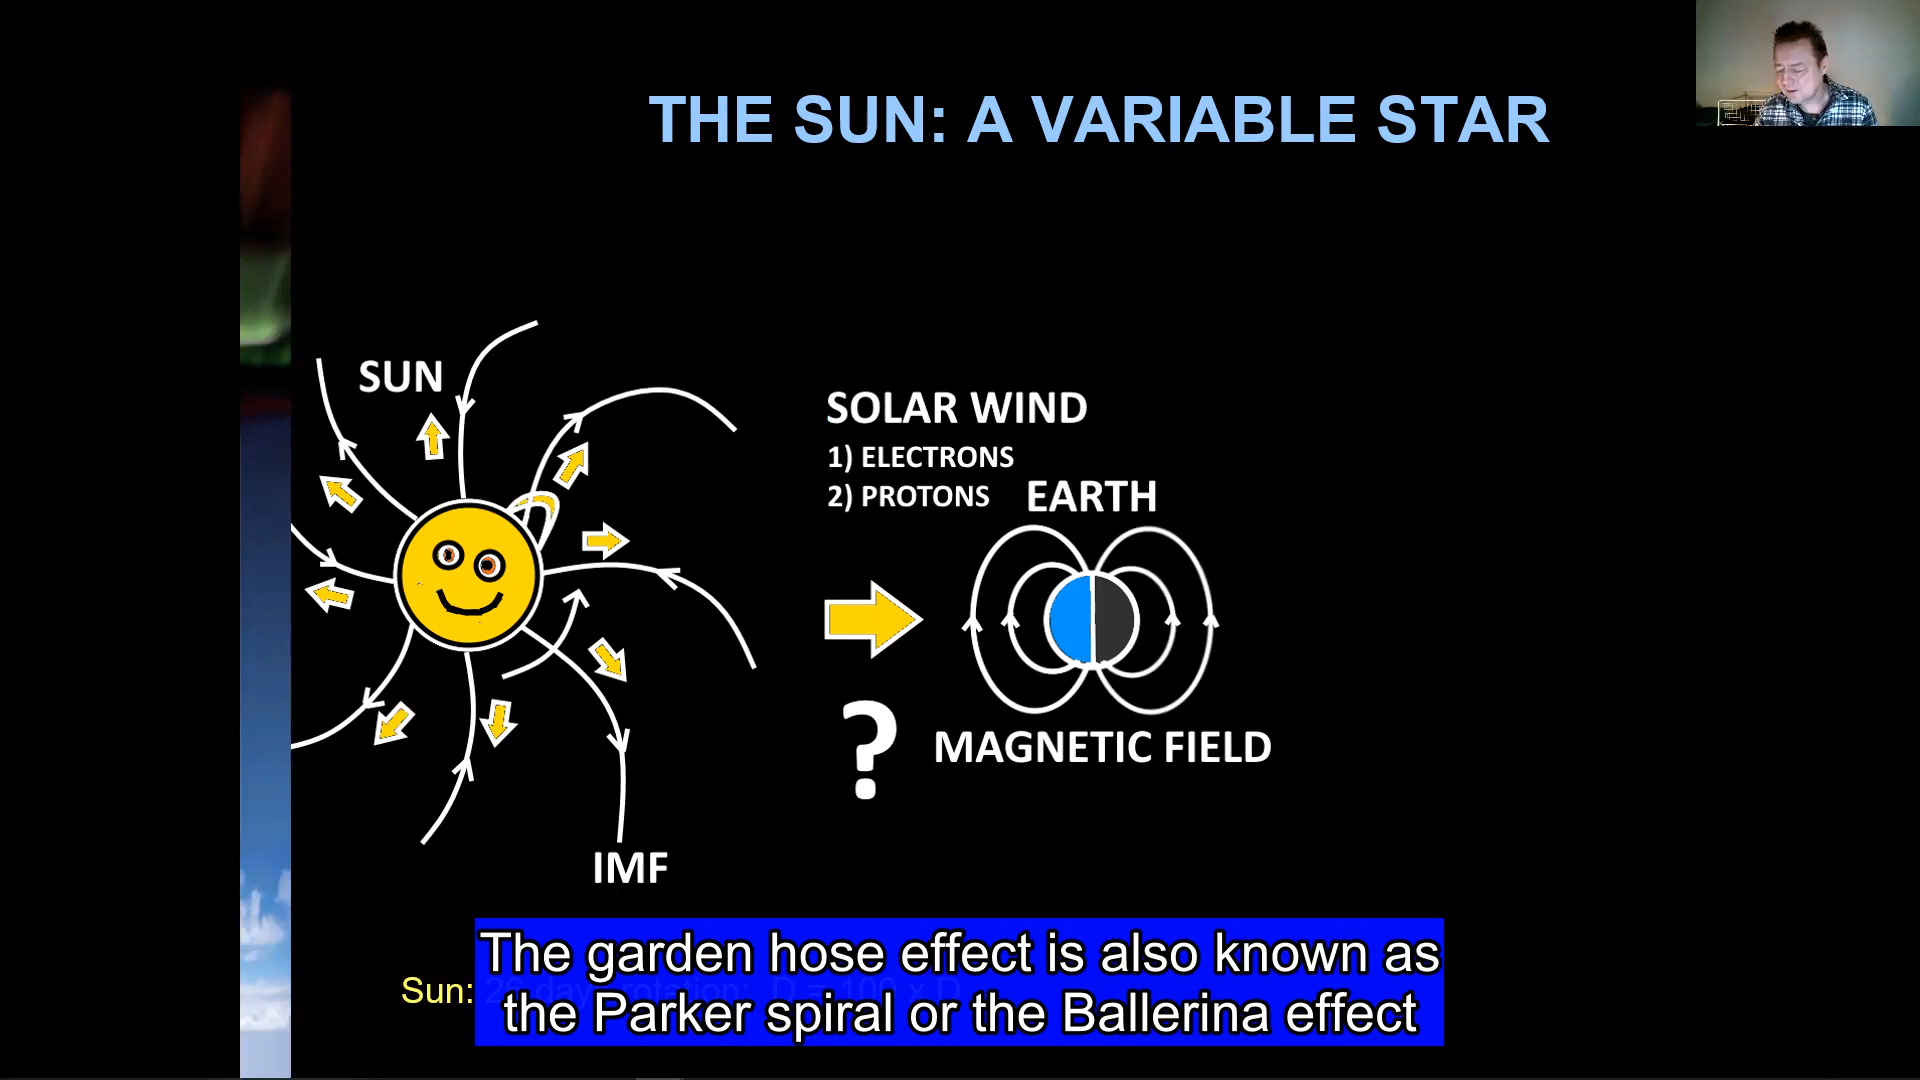 THE SUN: A VARIABLE STAR
SUN
SOLAR WIND
1) ELECTRONS
2) PROTONS
EARTH
?
MAGNETIC FIELD
IMF
Sun:
The garden hose effect is also known as
the Parker spiral or the Ballerina effect